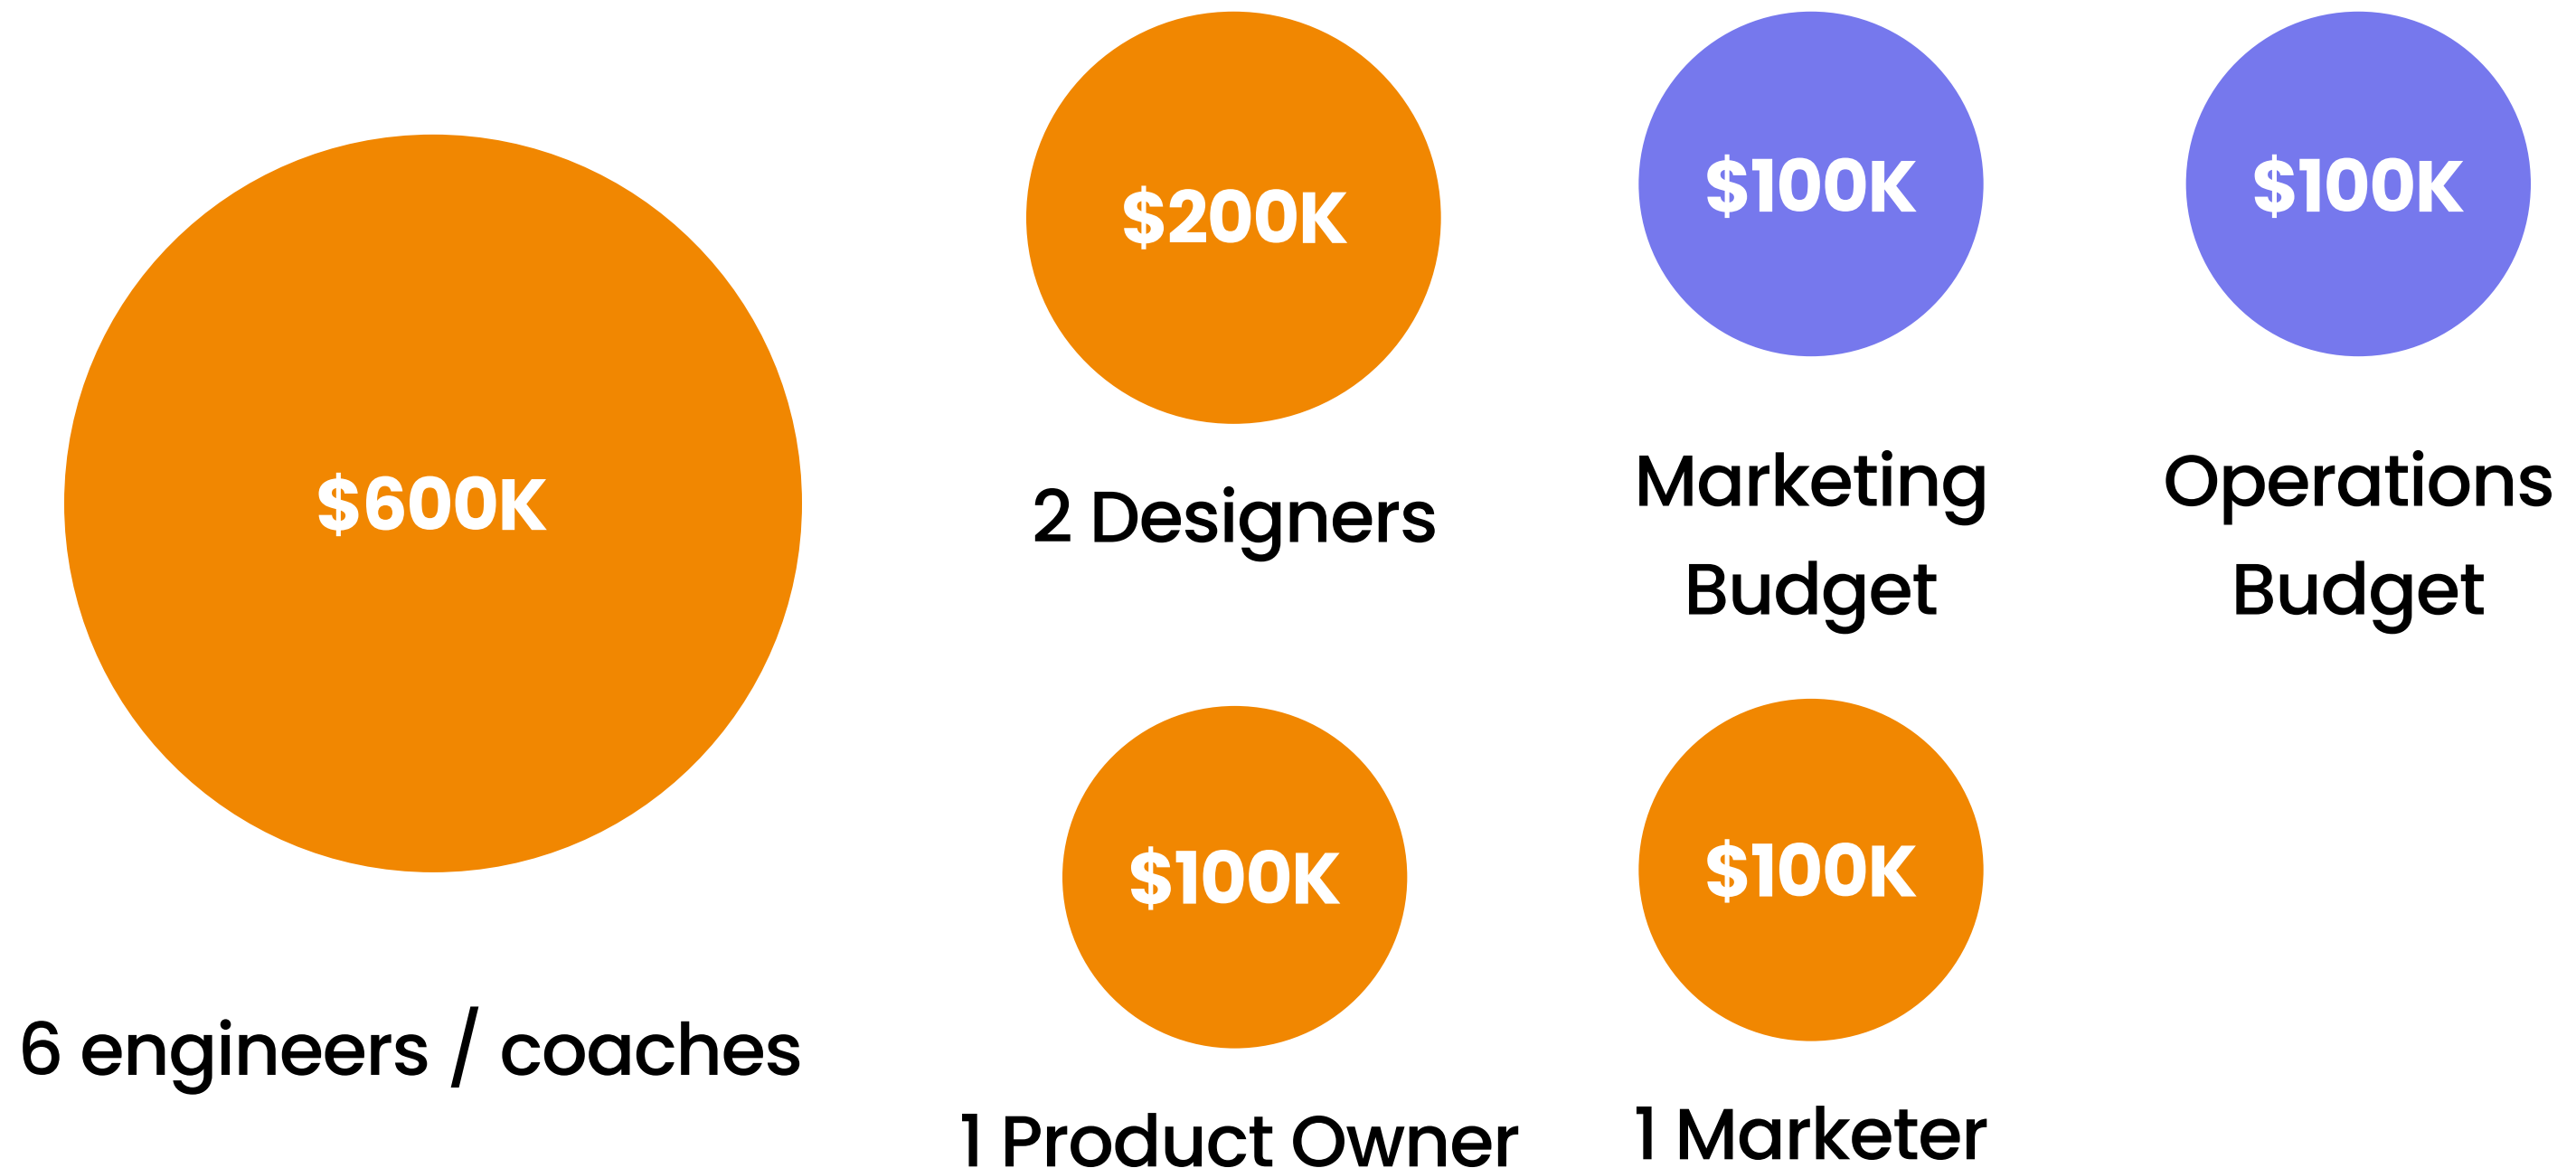 $600K
6 engineers / coaches
$200K
2 Designers
$100K
Marketing
Budget
$100K
Operations
Budget
$100K
1 Product Owner
$100K
1 Marketer